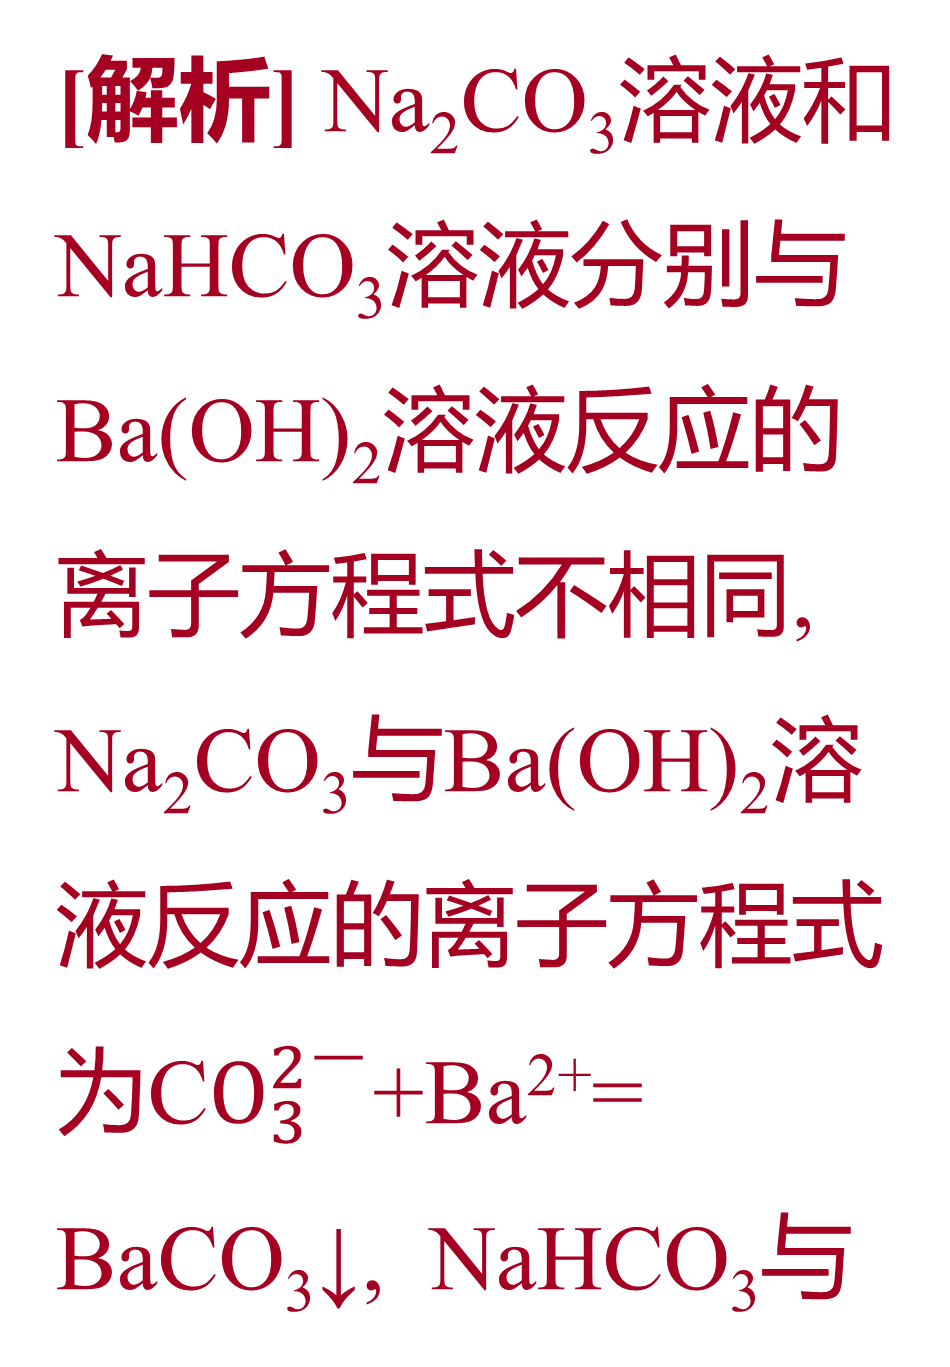 [解析] Na₂CO₃溶液和
NaHCO₃溶液分别与
Ba(OH)₂溶液反应的
离子方程式不相同,
Na₂CO₃与Ba(OH)₂溶
液反应的离子方程式
为CO₃²⁻+Ba²⁺=
BaCO₃↓, NaHCO₃与